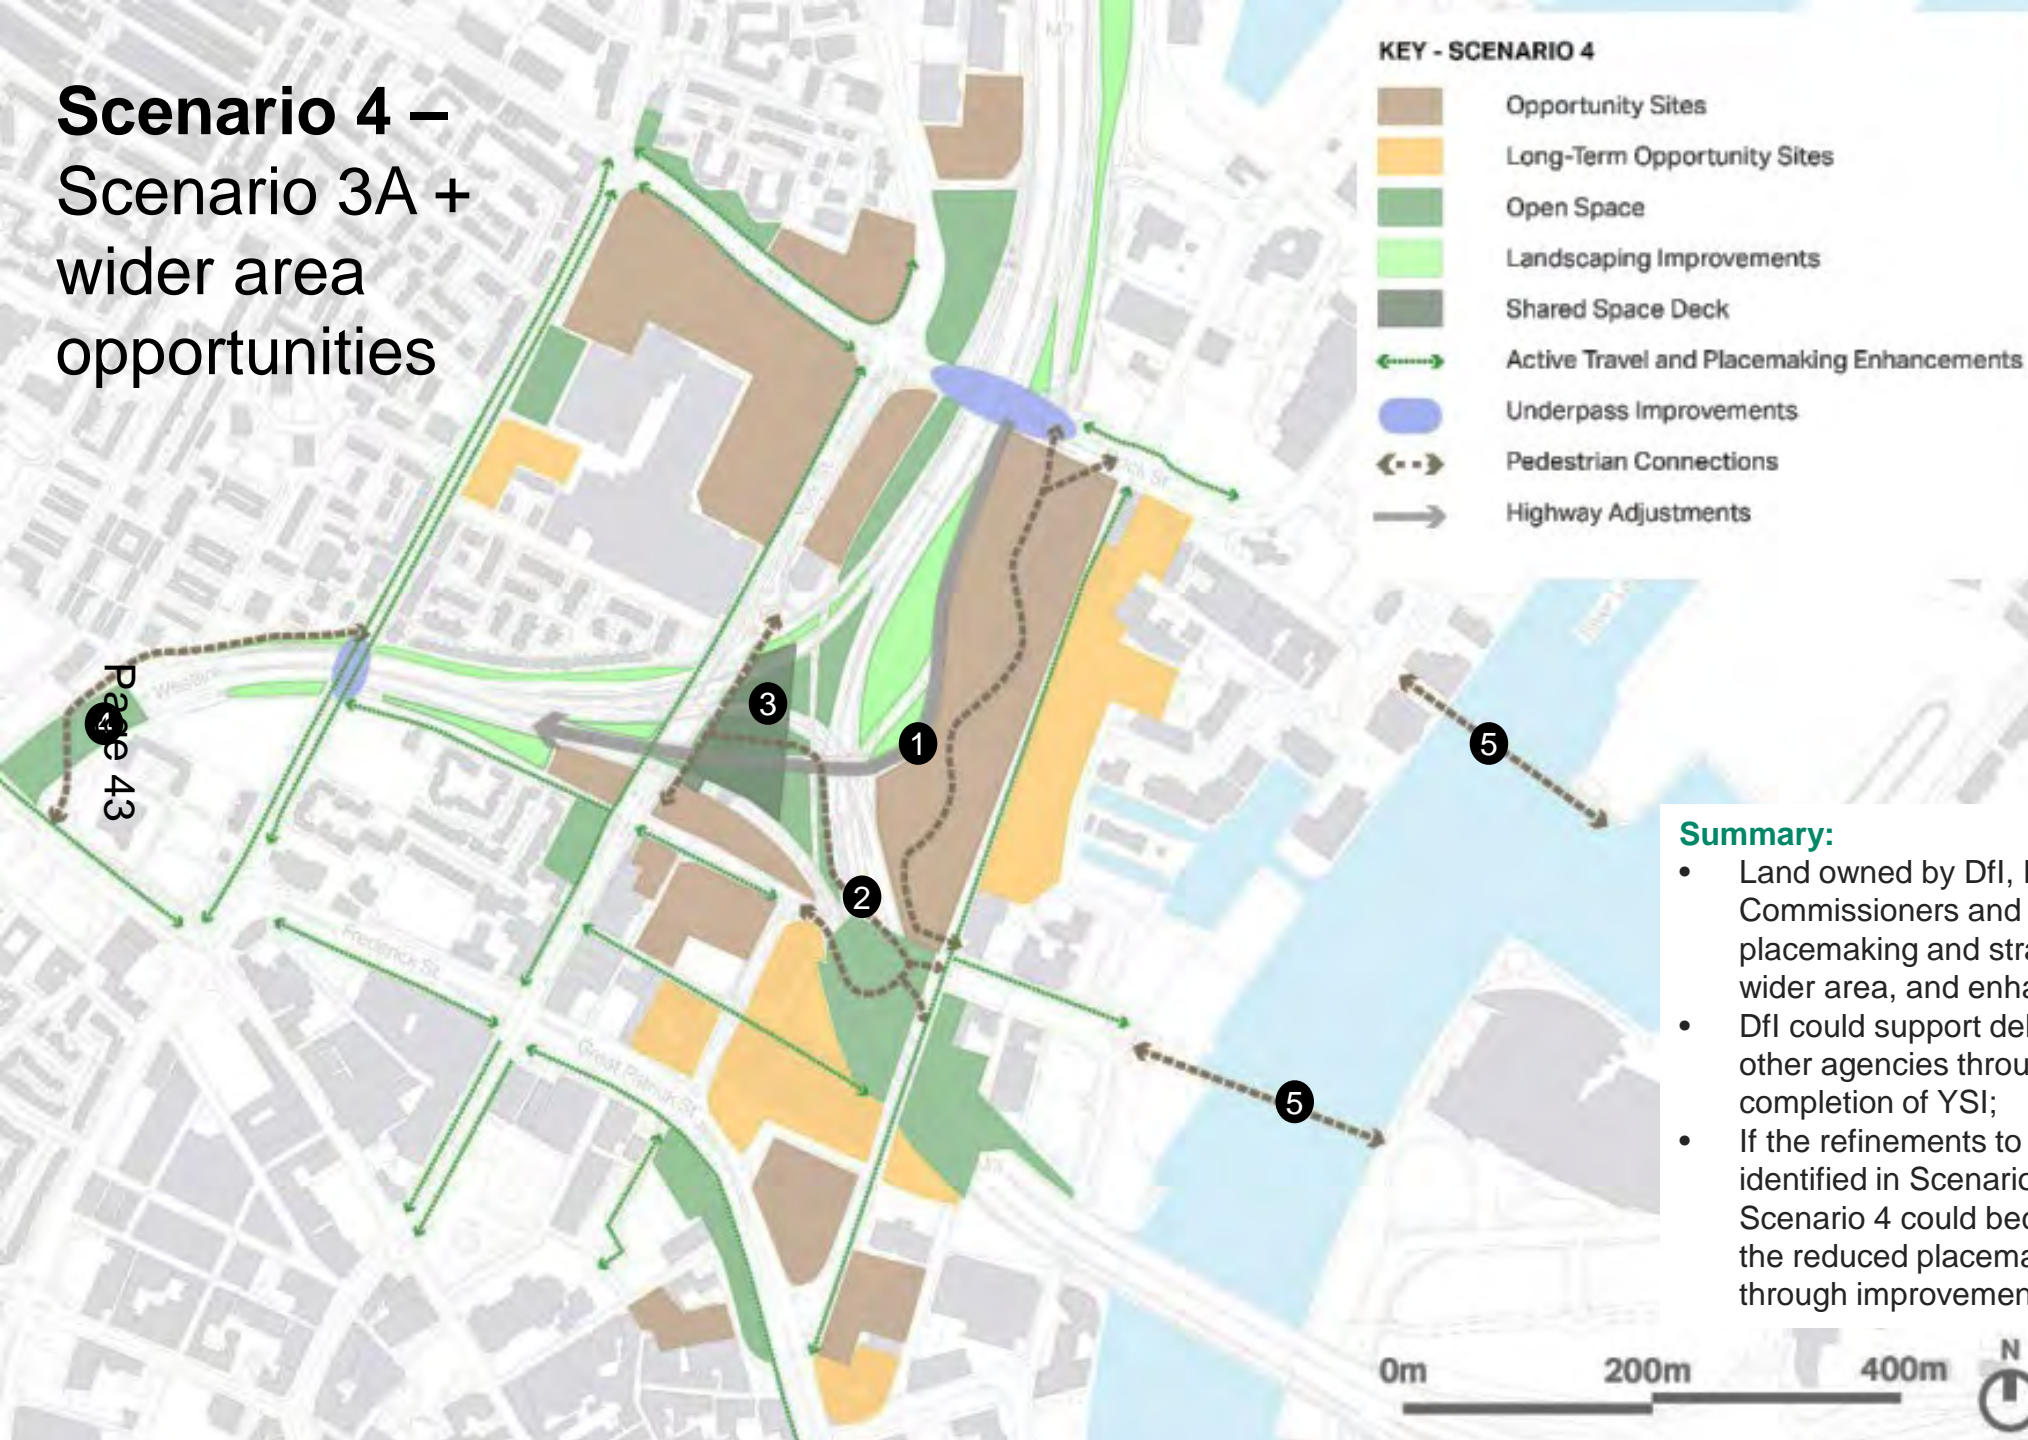 Scenario 4 –
Scenario 3A +
wider area
opportunities
KEY - SCENARIO 4
Opportunity Sites
Long-Term Opportunity Sites
Open Space
Landscaping Improvements
Shared Space Deck
Active Travel and Placemaking Enhancements
Underpass Improvements
Pedestrian Connections
Highway Adjustments
M2
ck St
Westlink
Page 43
4
3
1
2
5
5
Frederick St
Great Patrick St
Summary:
• Land owned by DfI,
Commissioners and
placemaking and stra
wider area, and enha
• DfI could support del
other agencies throu
completion of YSI;
• If the refinements to
identified in Scenario
Scenario 4 could bec
the reduced placema
through improvemen
0m 200m 400m
N